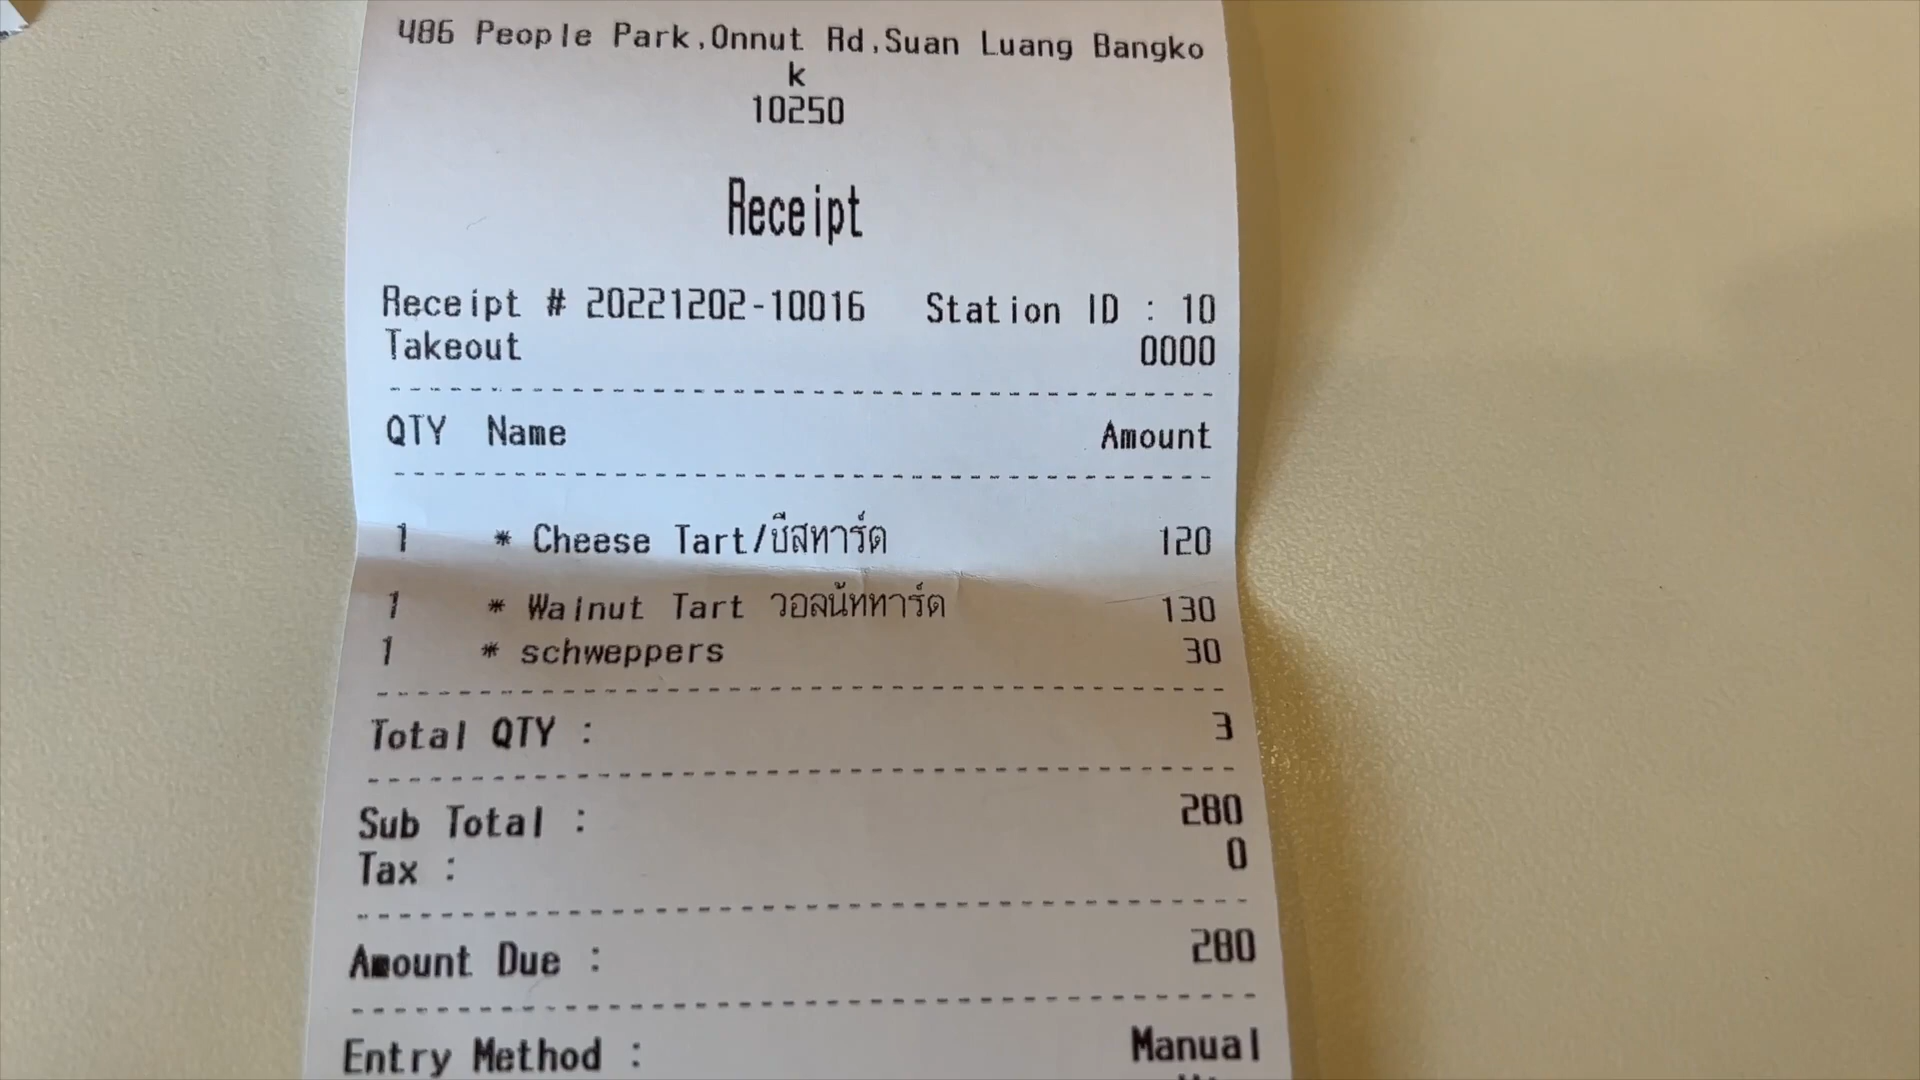 486 People Park,Onnut Rd,Suan Luang Bangko
k
10250
Receipt
Receipt # 20221202-10016 Station ID : 10
Takeout 0000
QTY Name Amount
1 * Cheese Tart/ชีสทาร์ต 120
1 * Walnut Tart วอลนัททาร์ต 130
1 * schweppers 30
Total QTY : 3
Sub Total : 280
Tax : 0
Amount Due : 280
Entry Method : Manual